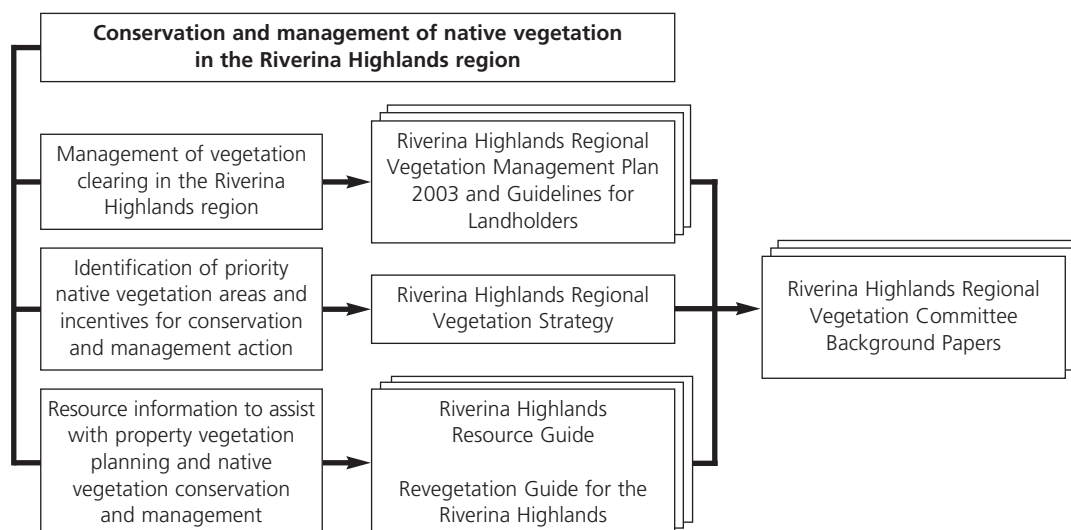 Conservation and management of native vegetation
in the Riverina Highlands region
Management of vegetation
clearing in the Riverina
Highlands region
Riverina Highlands Regional
Vegetation Management Plan
2003 and Guidelines for
Landholders
Identification of priority
native vegetation areas and
incentives for conservation
and management action
Riverina Highlands Regional
Vegetation Strategy
Riverina Highlands Regional
Vegetation Committee
Background Papers
Resource information to assist
with property vegetation
planning and native
vegetation conservation
and management
Riverina Highlands
Resource Guide
Revegetation Guide for the
Riverina Highlands